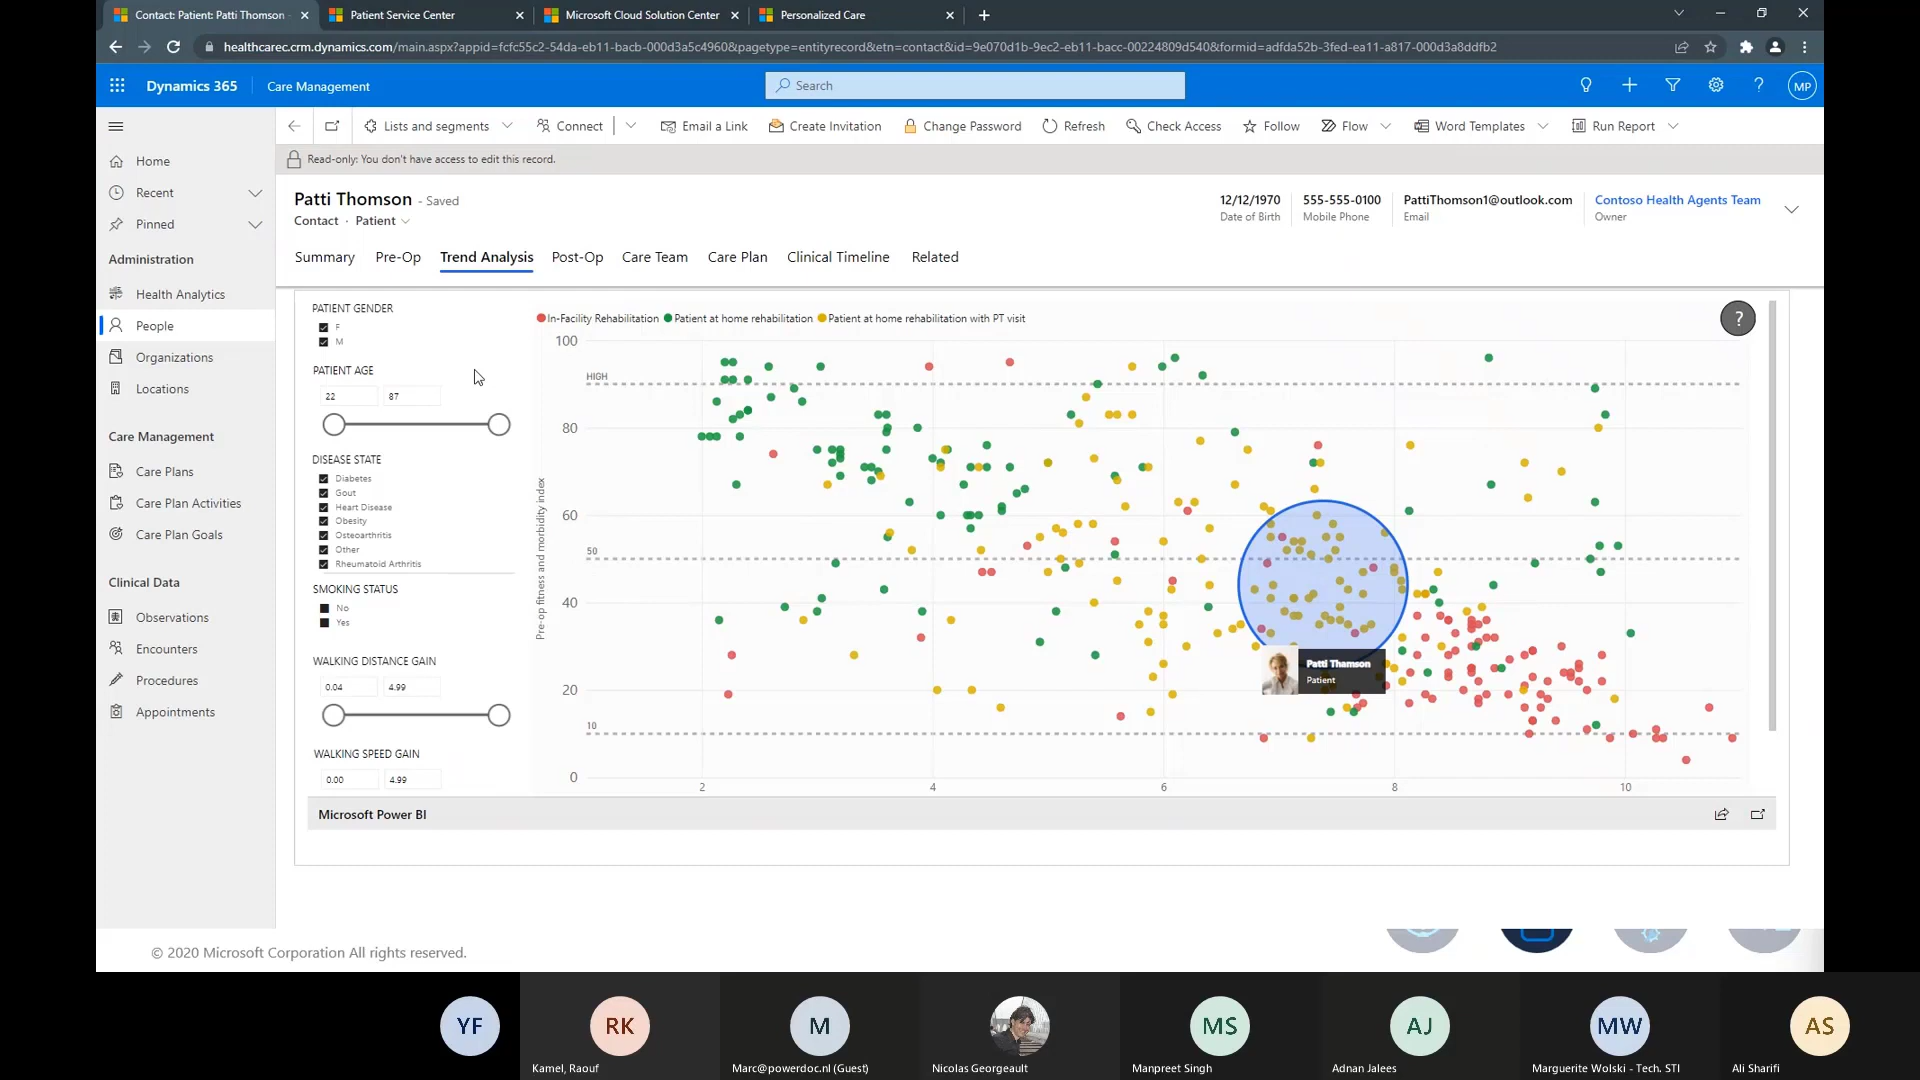 Contact: Patient: Patti Thomson
Patient Service Center
Microsoft Cloud Solution Center
Personalized Care
healthcarec.crm.dynamics.com/main.aspx?appid=fcfc55c2-54da-eb11-bacb-000d3a5c4960&pagetype=entityrecord&etn=contact&id=9e070d1b-9ec2-eb11-bacc-00224809d540&formid=adfda52b-3fed-ea11-a817-000d3a8ddfb2
Dynamics 365 Care Management Search MP
Lists and segments Connect Email a Link Create Invitation Change Password Refresh Check Access Follow Flow Word Templates Run Report
Read-only: You don't have access to edit this record.
Home
Recent
Pinned
Administration
Health Analytics
People
Organizations
Locations
Care Management
Care Plans
Care Plan Activities
Care Plan Goals
Clinical Data
Observations
Encounters
Procedures
Appointments
Patti Thomson - Saved
Contact · Patient
12/12/1970
Date of Birth
555-555-0100
Mobile Phone
PattiThomson1@outlook.com
Email
Contoso Health Agents Team
Owner
Summary Pre-Op Trend Analysis Post-Op Care Team Care Plan Clinical Timeline Related
PATIENT GENDER
F
M
PATIENT AGE
22 87
DISEASE STATE
Diabetes
Gout
Heart Disease
Obesity
Osteoarthritis
Other
Rheumatoid Arthritis
SMOKING STATUS
No
Yes
WALKING DISTANCE GAIN
0.04 4.99
WALKING SPEED GAIN
0.00 4.99
In-Facility Rehabilitation Patient at home rehabilitation Patient at home rehabilitation with PT visit
?
Pre-op fitness and morbidity index
100
HIGH
80
60
50
40
20
10
0
2 4 6 8 10
Patti Thamson
Patient
Microsoft Power BI
© 2020 Microsoft Corporation All rights reserved.
YF RK M MS AJ MW AS
Kamel, Raouf Marc@powerdoc.nl (Guest) Nicolas Georgeault Manpreet Singh Adnan Jalees Marguerite Wolski - Tech. STI Ali Sharifi